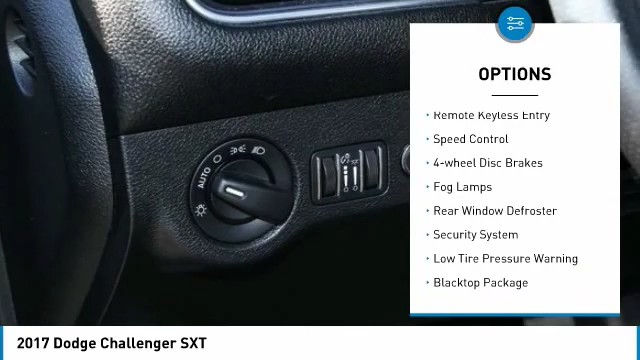 OPTIONS
Remote Keyless Entry
Speed Control
4-wheel Disc Brakes
Fog Lamps
Rear Window Defroster
Security System
Low Tire Pressure Warning
Blacktop Package
AUTO
2017 Dodge Challenger SXT